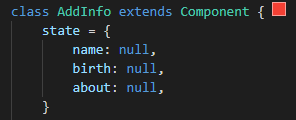 class AddInfo extends Component {
    state = {
        name: null,
        birth: null,
        about: null,
    }